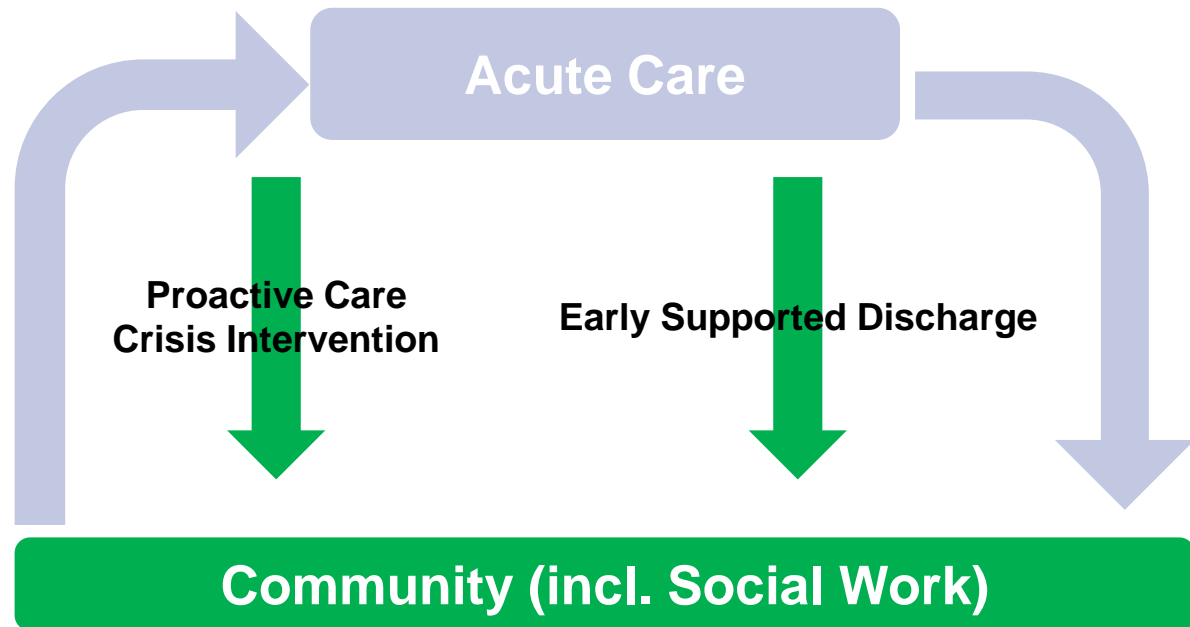 Acute Care
Proactive Care
Crisis Intervention
Early Supported Discharge
Community (incl. Social Work)